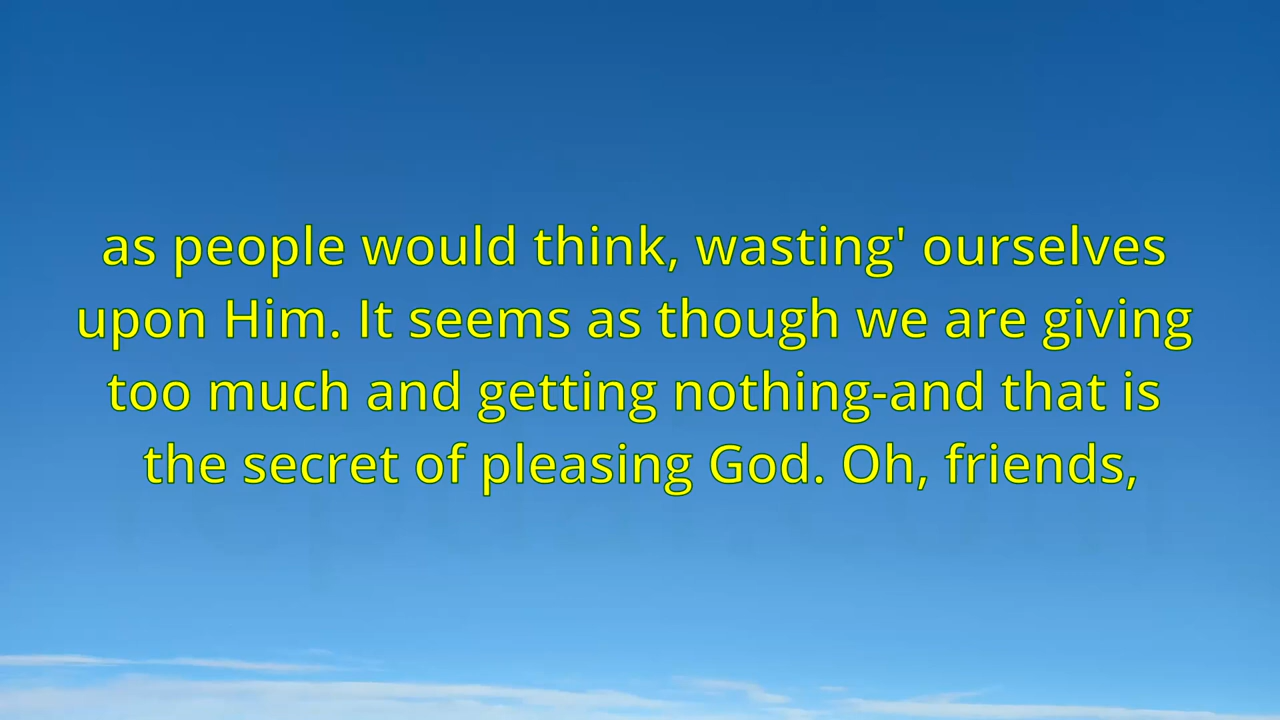 as people would think, wasting' ourselves
upon Him. It seems as though we are giving
too much and getting nothing-and that is
the secret of pleasing God. Oh, friends,